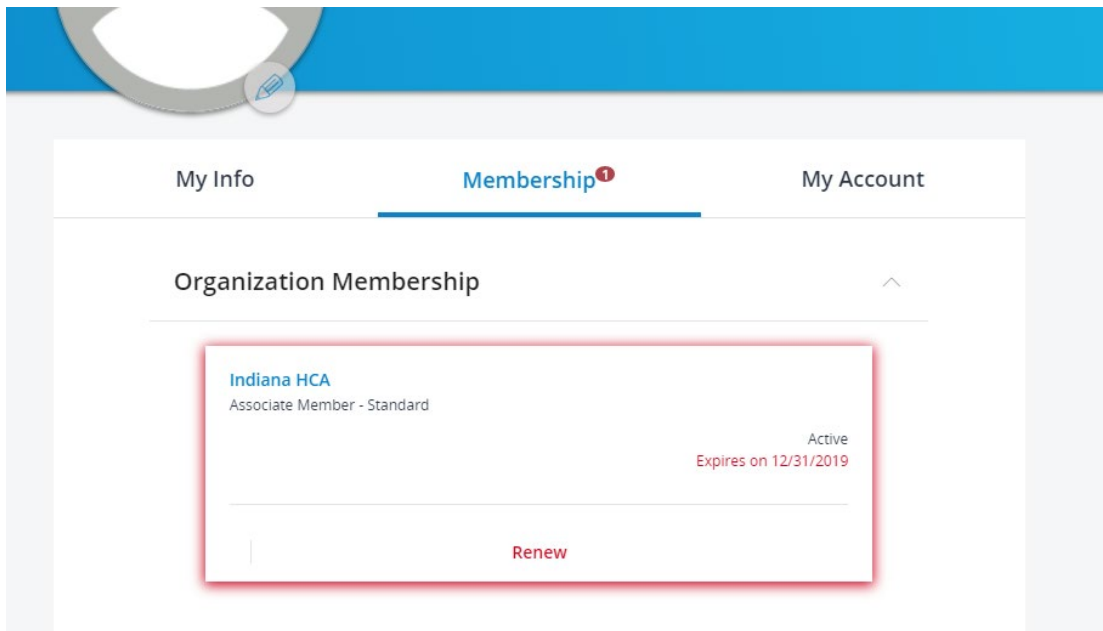 My Info
Membership 1
My Account
Organization Membership
Indiana HCA
Associate Member - Standard
Active
Expires on 12/31/2019
Renew